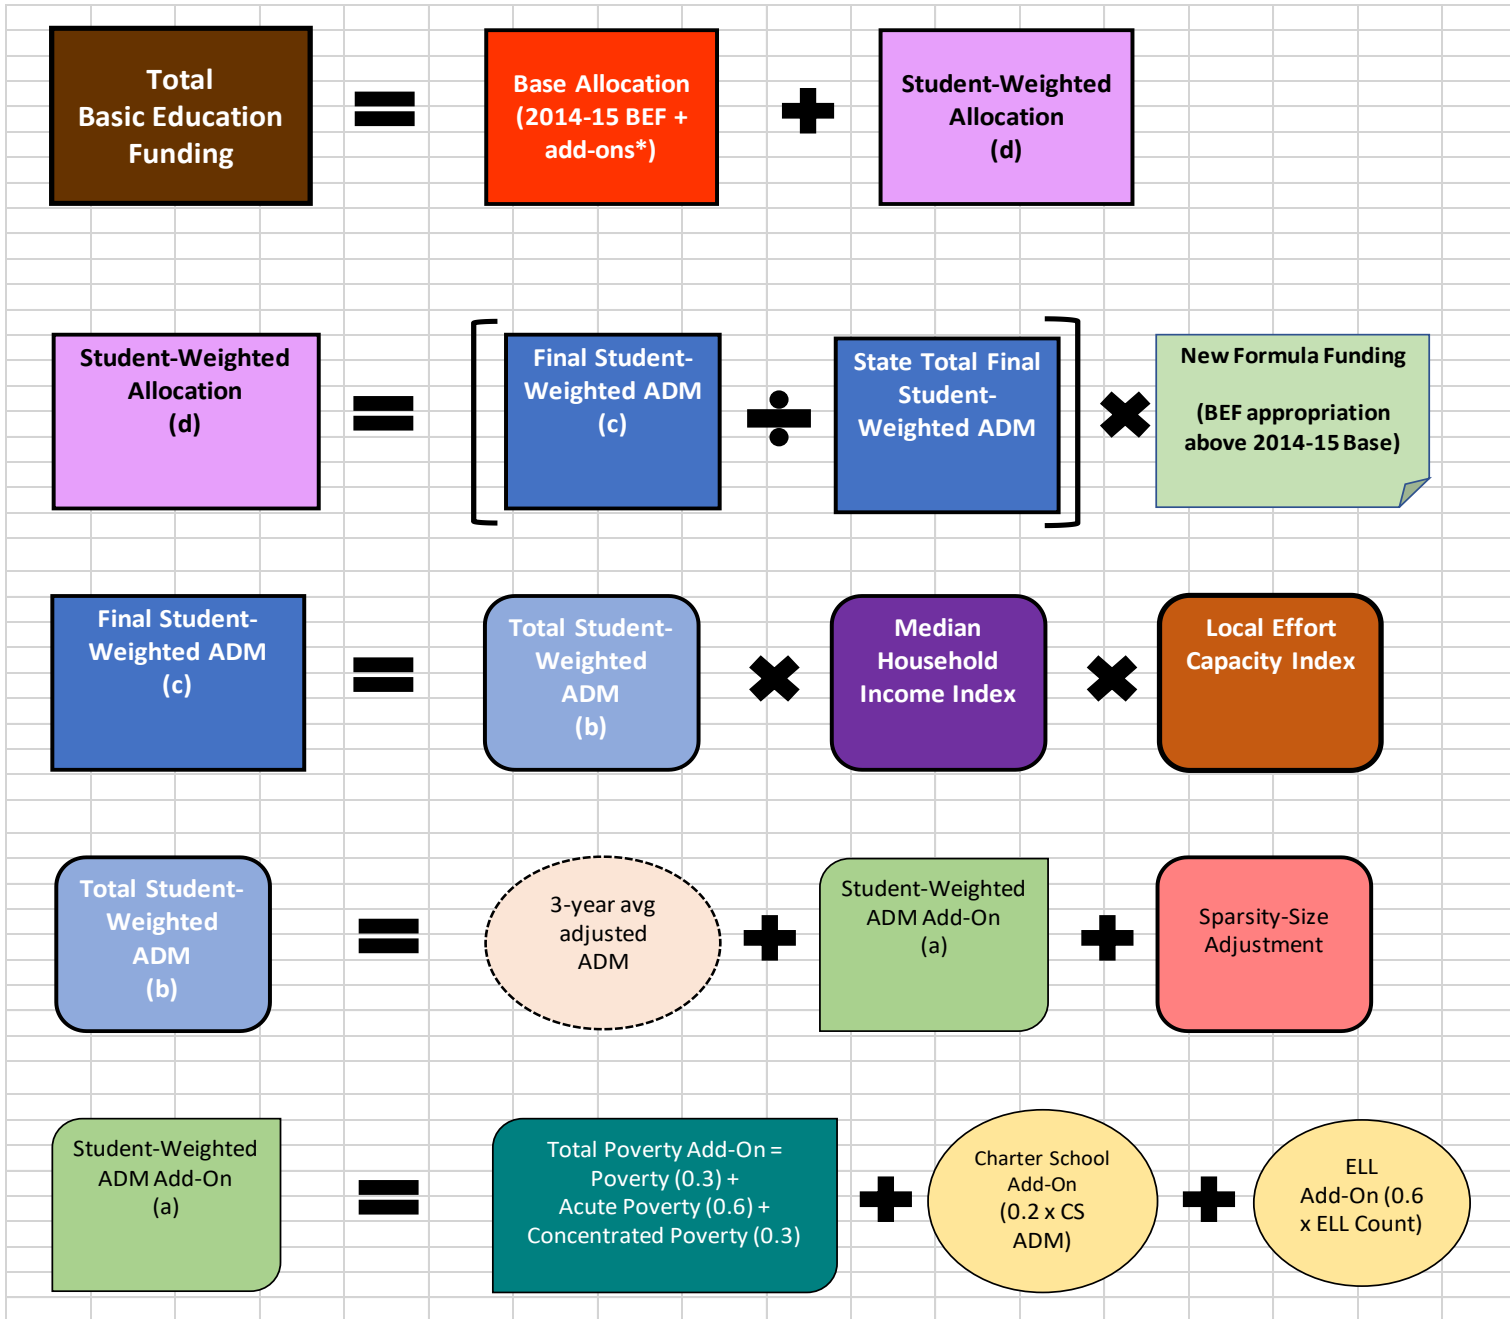 Total
Basic Education
Funding
Base Allocation
(2014-15 BEF +
add-ons*)
Student-Weighted
Allocation
(d)
Student-Weighted
Allocation
(d)
Final Student-
Weighted ADM
(c)
State Total Final
Student-
Weighted ADM
New Formula Funding
(BEF appropriation
above 2014-15 Base)
Final Student-
Weighted ADM
(c)
Total Student-
Weighted
ADM
(b)
Median
Household
Income Index
Local Effort
Capacity Index
Total Student-
Weighted
ADM
(b)
3-year avg
adjusted
ADM
Student-Weighted
ADM Add-On
(a)
Sparsity-Size
Adjustment
Student-Weighted
ADM Add-On
(a)
Total Poverty Add-On =
Poverty (0.3) +
Acute Poverty (0.6) +
Concentrated Poverty (0.3)
Charter School
Add-On
(0.2 x CS
ADM)
ELL
Add-On (0.6
x ELL Count)